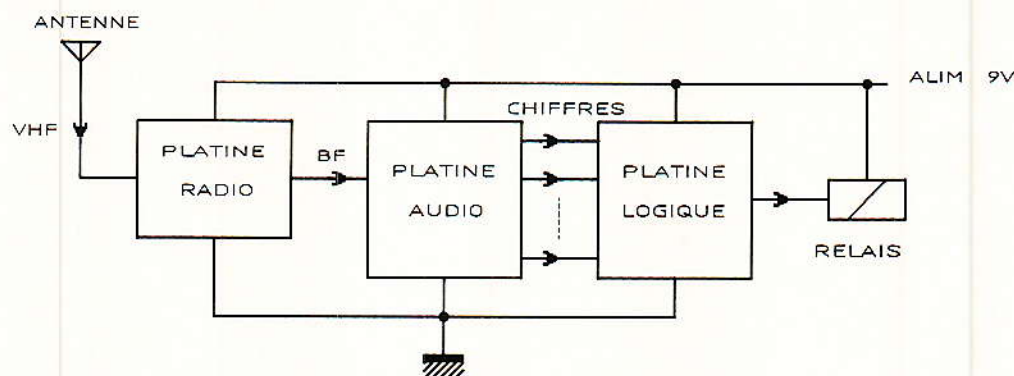 ANTENNE
ALIM 9V
VHF
CHIFFRES
PLATINE
RADIO
BF
PLATINE
AUDIO
PLATINE
LOGIQUE
RELAIS